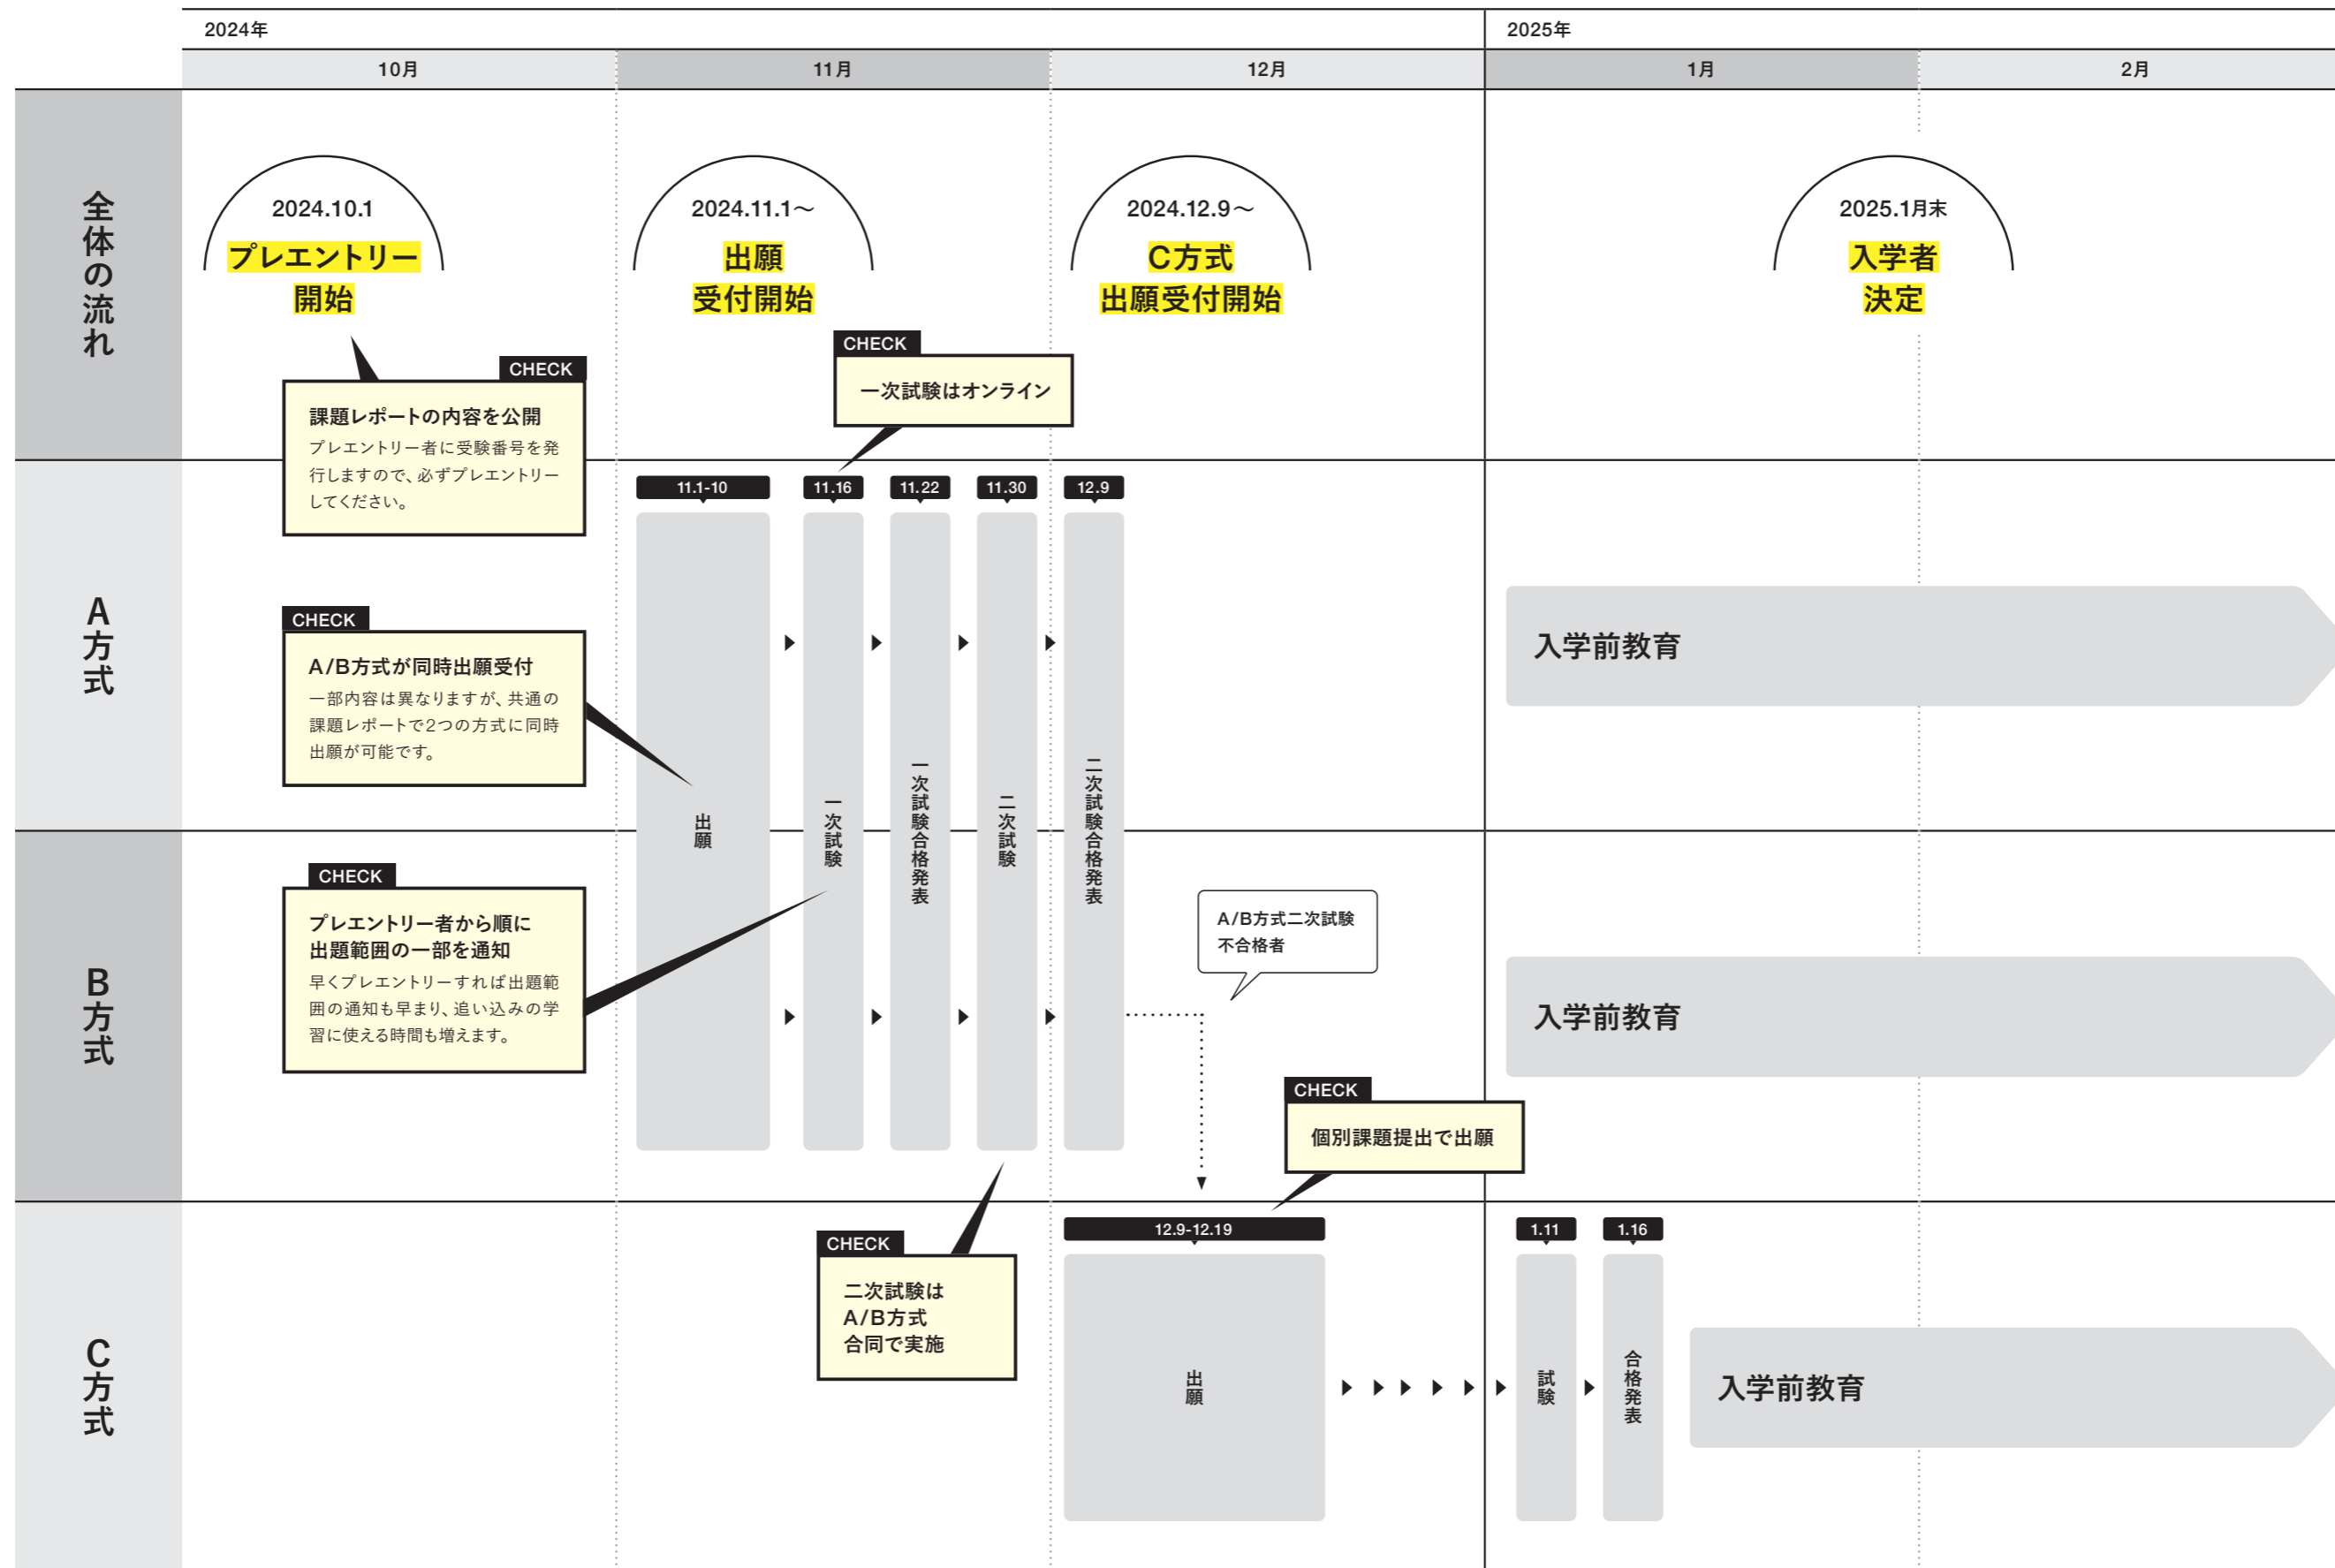 2024年
2025年
10月
11月
12月
1月
2月
全体の流れ
2024.10.1
プレエントリー
開始
2024.11.1〜
出願
受付開始
2024.12.9〜
C方式
出願受付開始
2025.1月末
入学者
決定
CHECK
課題レポートの内容を公開
プレエントリー者に受験番号を発
行しますので、必ずプレエントリー
してください。
CHECK
一次試験はオンライン
A方式
CHECK
A/B方式が同時出願受付
一部内容は異なりますが、共通の
課題レポートで2つの方式に同時
出願が可能です。
11.1-10
出願
11.16
一次試験
11.22
一次試験合格発表
11.30
二次試験
12.9
二次試験合格発表
入学前教育
B方式
CHECK
プレエントリー者から順に
出題範囲の一部を通知
早くプレエントリーすれば出題範
囲の通知も早まり、追い込みの学
習に使える時間も増えます。
A/B方式二次試験
不合格者
入学前教育
CHECK
個別課題提出で出願
C方式
CHECK
二次試験は
A/B方式
合同で実施
12.9-12.19
出願
1.11
試験
1.16
合格発表
入学前教育